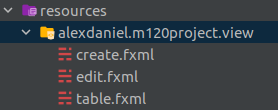 resources
alexdaniel.m120project.view
create.fxml
edit.fxml
table.fxml